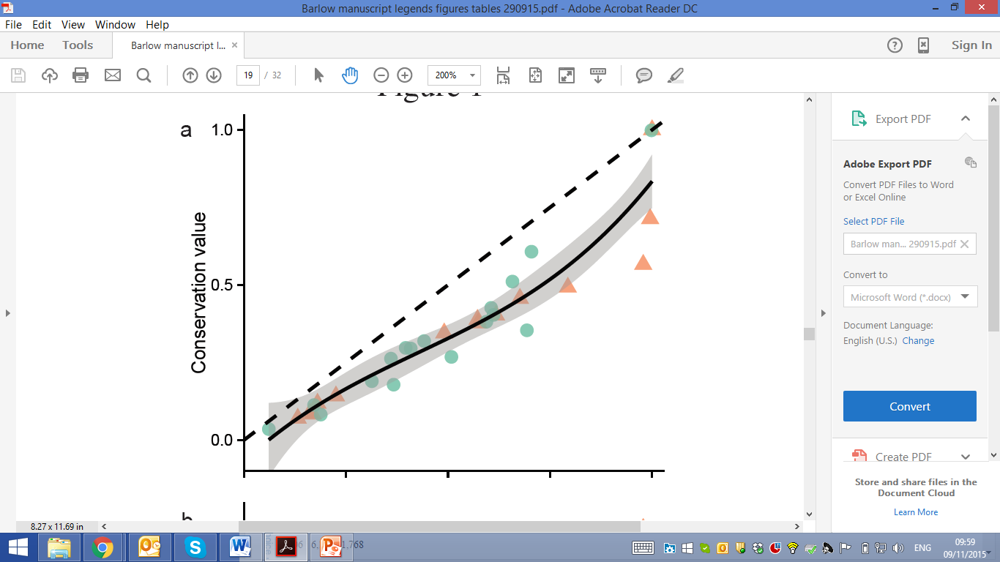 Barlow manuscript legends figures tables 290915.pdf - Adobe Acrobat Reader DC
File Edit View Window Help
Home Tools Barlow manuscript l... × Sign In
19 / 32 200%
a
1.0
0.5
0.0
Conservation value
b
8.27 x 11.69 in
Export PDF
Adobe Export PDF
Convert PDF Files to Word
or Excel Online
Select PDF File
Barlow man... 290915.pdf
Convert to
Microsoft Word (*.docx)
Document Language:
English (U.S.) Change
Convert
Create PDF
Store and share files in the
Document Cloud
Learn More
1,768
ENG
09:59
09/11/2015